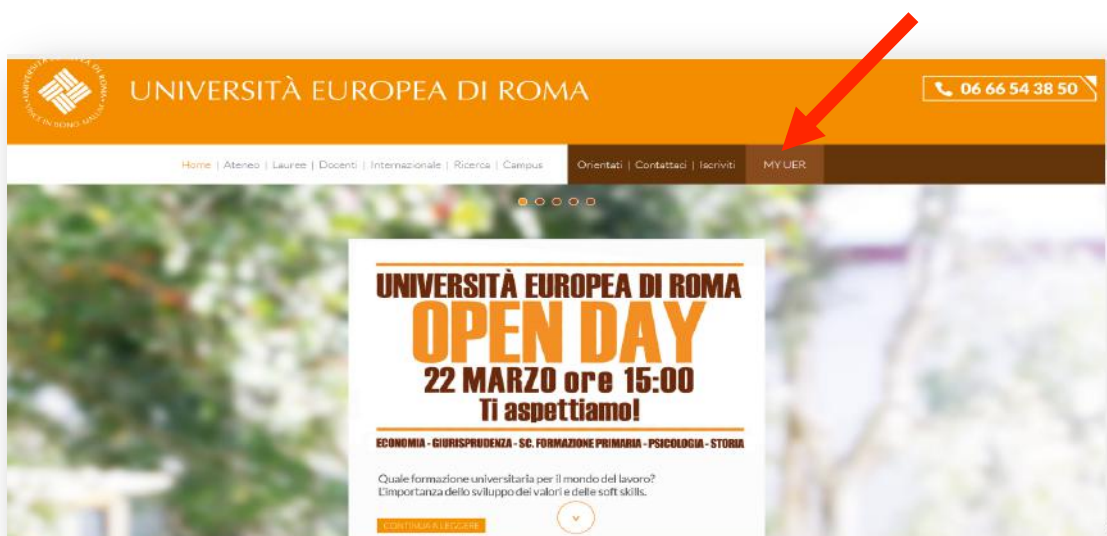 UNIVERSITÀ EUROPEA DI ROMA
06 66 54 38 50
Home | Ateneo | Lauree | Docenti | Internazionale | Ricerca | Campus
Orientati | Contattaci | Iscriviti
MY UER
UNIVERSITÀ EUROPEA DI ROMA
OPEN DAY
22 MARZO ore 15:00
Ti aspettiamo!
ECONOMIA - GIURISPRUDENZA - SC. FORMAZIONE PRIMARIA - PSICOLOGIA - STORIA
Quale formazione universitaria per il mondo del lavoro?
L'importanza dello sviluppo dei valori e delle soft skills.
CONTINUA A LEGGERE